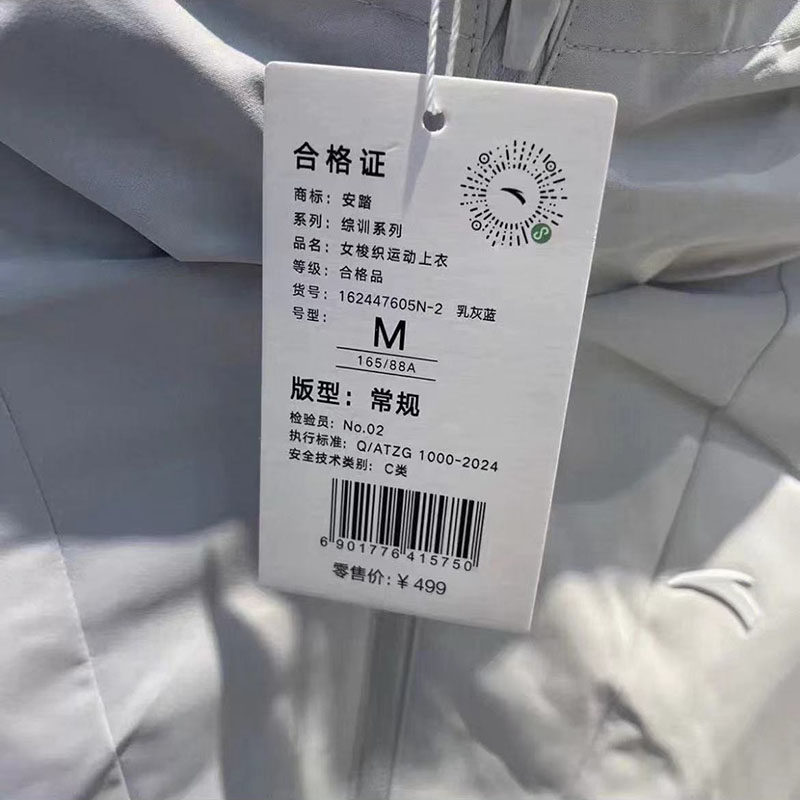 合格证
商标：安踏
系列：综训系列
品名：女梭织运动上衣
等级：合格品
货号：162447605N-2 乳灰蓝
号型：M
165/88A
版型：常规
检验员：No.02
执行标准：Q/ATZG 1000-2024
安全技术类别：C类
6 901776 415750
零售价：¥ 499